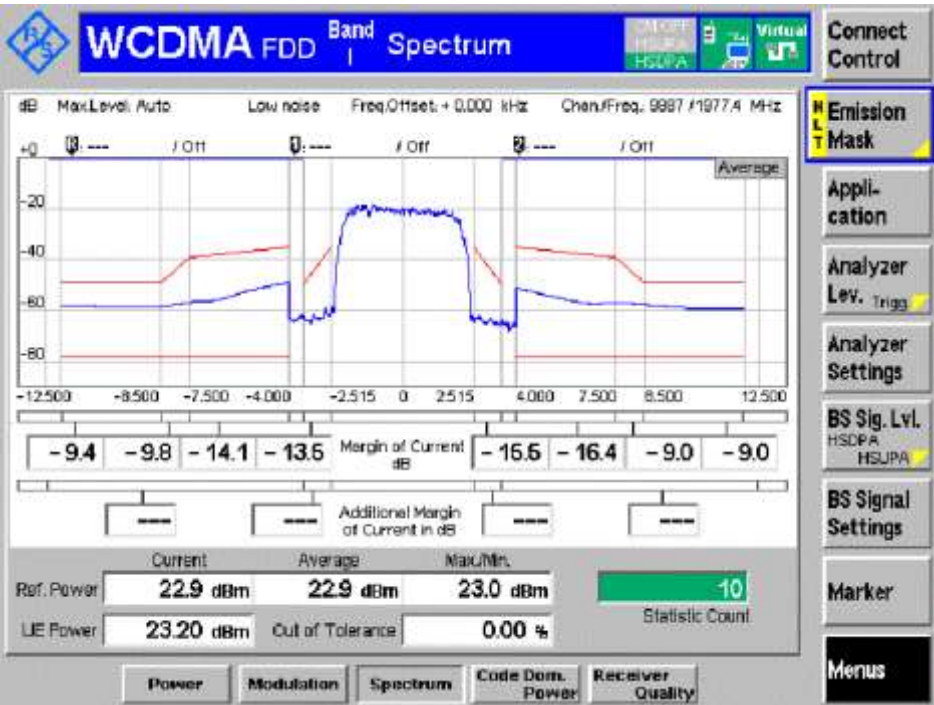 R&S
WCDMA FDD Band I Spectrum
HSUPA
HSDPA
Virtual
Connect Control
dB Max.Level: Auto Low noise Freq.Offset: + 0.000 kHz Chan./Freq.: 9887 / 1977.4 MHz
R: --- / Off 1: --- / Off 2: --- / Off
+0
Average
-20
-40
-60
-80
-12.500 -8.500 -7.500 -4.000 -2.515 0 2.515 4.000 7.500 8.500 12.500
-9.4 -9.8 -14.1 -13.5 Margin of Current dB -15.5 -16.4 -9.0 -9.0
--- --- Additional Margin of Current in dB --- ---
Current Average Max./Min.
Ref. Power 22.9 dBm 22.9 dBm 23.0 dBm 10
Statistic Count
UE Power 23.20 dBm Out of Tolerance 0.00 %
Power Modulation Spectrum Code Dom. Power Receiver Quality
HLT
Emission Mask
Appli-
cation
Analyzer
Lev. Trigg.
Analyzer
Settings
BS Sig. Lvl.
HSDPA
HSUPA
BS Signal
Settings
Marker
Menus